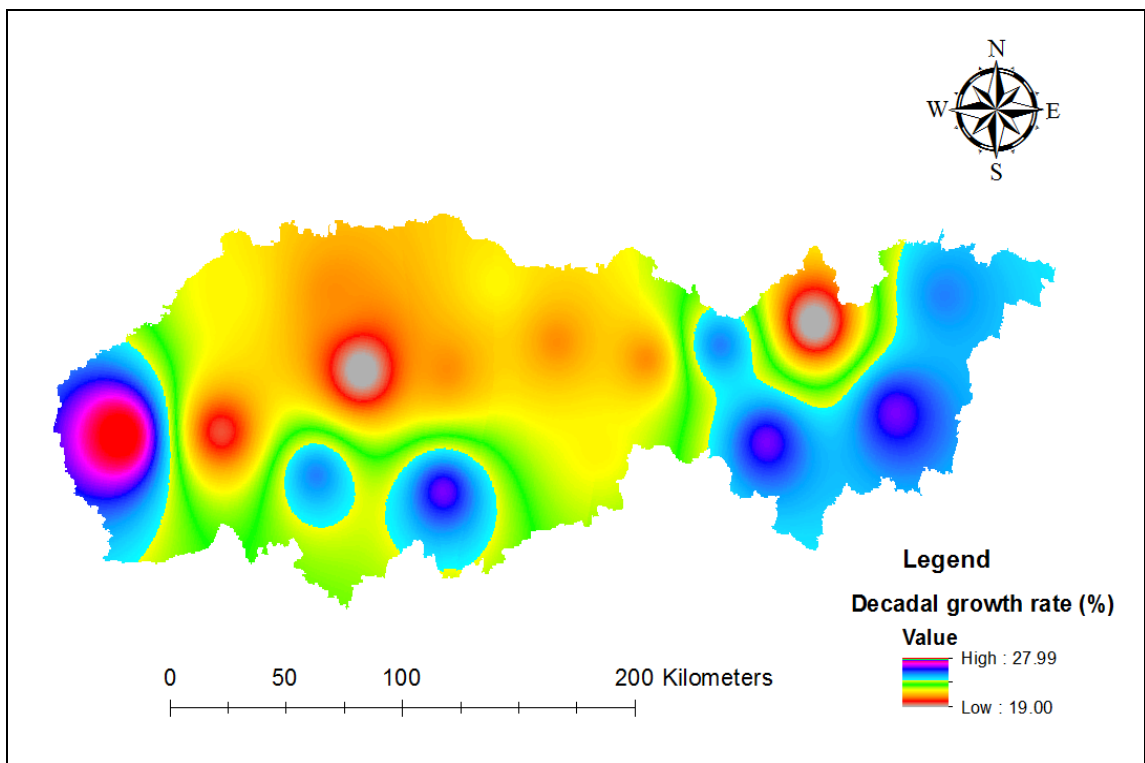 N
W E
S
Legend
Decadal growth rate (%)
Value
High : 27.99
Low : 19.00
0 50 100 200 Kilometers